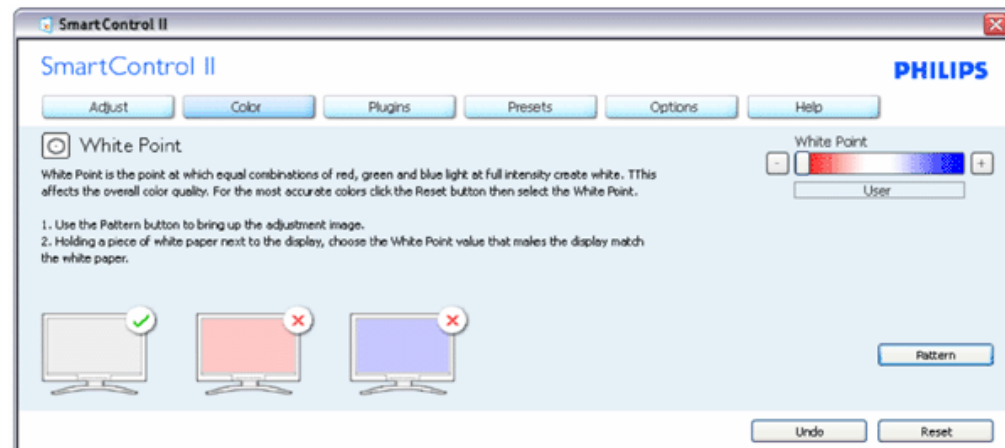 SmartControl II
SmartControl II
PHILIPS
Adjust Color Plugins Presets Options Help
White Point
White Point is the point at which equal combinations of red, green and blue light at full intensity create white. TThis
affects the overall color quality. For the most accurate colors click the Reset button then select the White Point.
1. Use the Pattern button to bring up the adjustment image.
2. Holding a piece of white paper next to the display, choose the White Point value that makes the display match
the white paper.
White Point
- +
User
Pattern
Undo Reset